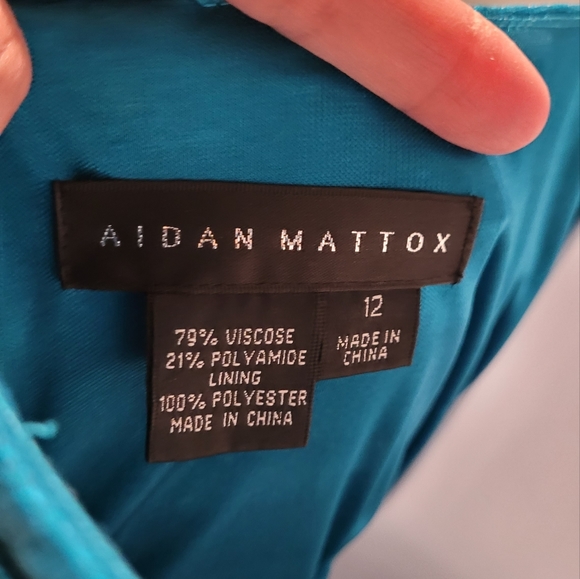 AIDAN MATTOX
79% VISCOSE
21% POLYAMIDE
LINING
100% POLYESTER
MADE IN CHINA
12
MADE IN
CHINA